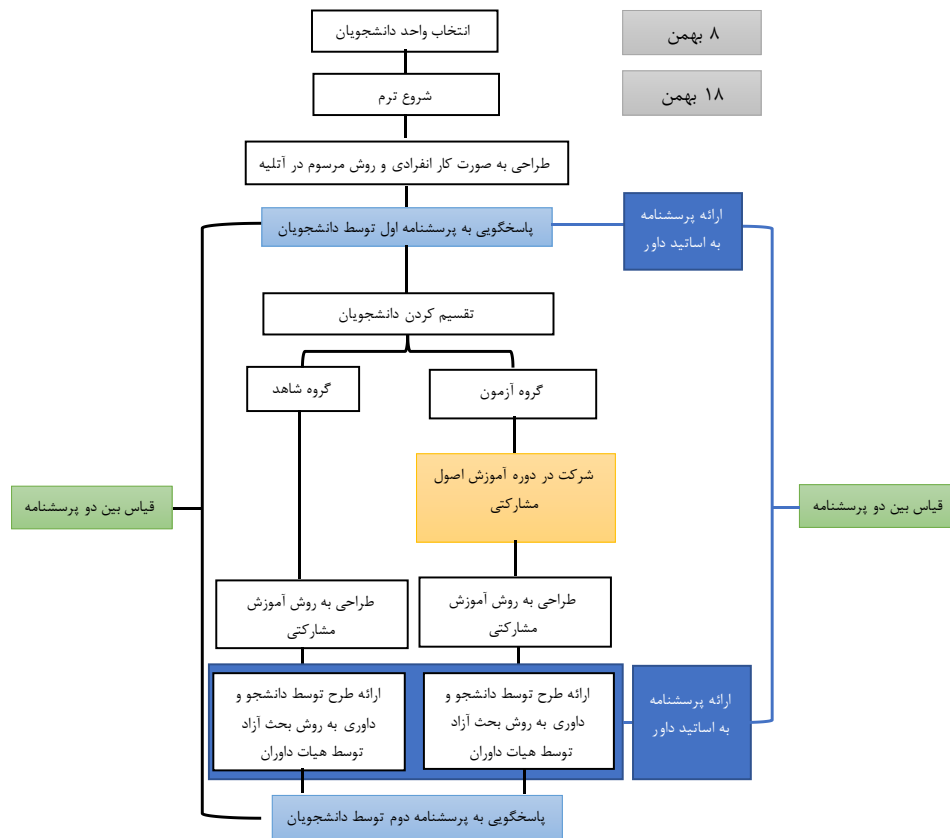 انتخاب واحد دانشجویان
۸ بهمن
شروع ترم
۱۸ بهمن
طراحی به صورت کار انفرادی و روش مرسوم در آتلیه
ارائه پرسشنامه
به اساتید داور
پاسخگویی به پرسشنامه اول توسط دانشجویان
تقسیم کردن دانشجویان
گروه آزمون
گروه شاهد
شرکت در دوره آموزش اصول
مشارکتی
قیاس بین دو پرسشنامه
قیاس بین دو پرسشنامه
طراحی به روش آموزش
مشارکتی
طراحی به روش آموزش
مشارکتی
ارائه پرسشنامه
به اساتید داور
ارائه طرح توسط دانشجو و
داوری به روش بحث آزاد
توسط هیات داوران
ارائه طرح توسط دانشجو و
داوری به روش بحث آزاد
توسط هیات داوران
پاسخگویی به پرسشنامه دوم توسط دانشجویان